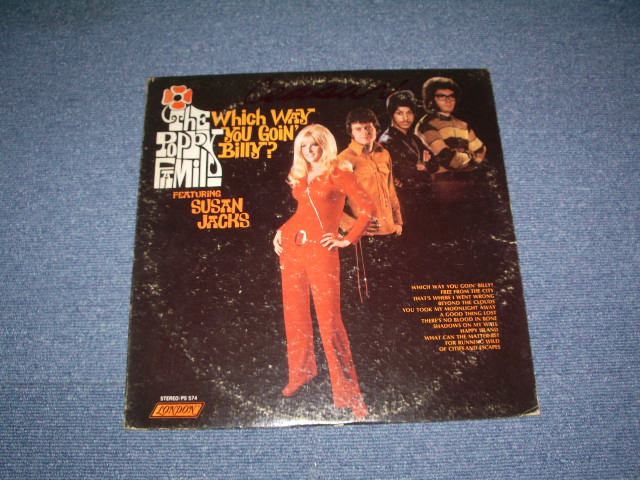 The
Poppy
Family
Which Way
You Goin'
Billy?
FEATURING
SUSAN
JACKS
WHICH WAY YOU GOIN' BILLY?
FREE FROM THE CITY
THAT'S WHERE I WENT WRONG
BEYOND THE CLOUDS
YOU TOOK MY MOONLIGHT AWAY
A GOOD THING LOST
THERE'S NO BLOOD IN BONE
SHADOWS ON MY WALL
HAPPY ISLAND
WHAT CAN THE MATTER BE?
FOR RUNNING WILD
OF CITIES AND ESCAPES
STEREO/PS 574
LONDON